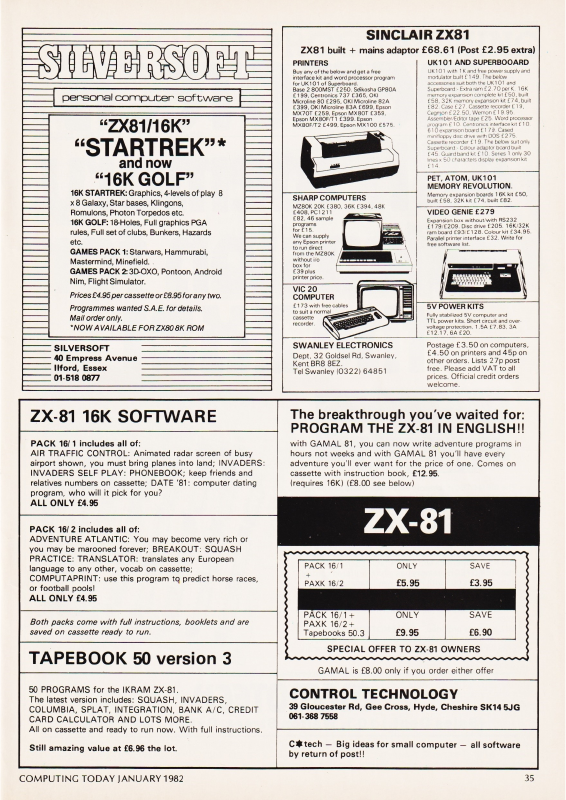 SILVERSOFT
personal computer software
"ZX81/16K"
"STARTREK"*
and now
"16K GOLF"
16K STARTREK: Graphics, 4-levels of play 8
x 8 Galaxy, Star bases, Klingons,
Romulons, Photon Torpedos etc.
16K GOLF: 18-Holes, Full graphics PGA
rules, Full set of clubs, Bunkers, Hazards
etc.
GAMES PACK 1: Starwars, Hammurabi,
Mastermind, Minefield.
GAMES PACK 2: 3D-OXO, Pontoon, Android
Nim, Flight Simulator.
Prices £4.95 per cassette or £8.95 for any two.
Programmes wanted S.A.E. for details.
Mail order only.
*NOW AVAILABLE FOR ZX80 8K ROM
SILVERSOFT
40 Empress Avenue
Ilford, Essex
01-518 0877
SINCLAIR ZX81
ZX81 built + mains adaptor £68.61 (Post £2.95 extra)
PRINTERS
Buy any of the below and get a free
interface kit and word processor program
for UK101 or Superboard.
Base 2 800MST £250. Seikosha GP80A
£199, Centronics 737 £365, OKI
Microline 80 £295, OKI Microline 82A
£399, OKI Microline 83A £699, Epson
MX70T £259, Epson MX80T £359,
Epson MX80F/T1 £399, Epson
MX80F/T2 £499, Epson MX100 £575.
SHARP COMPUTERS
MZ80K 20K £380, 36K £394, 48K
£408, PC1211
£82, 46 sample
programs
for £15.
We can supply
any Epson printer
to run direct
from the MZ80K
without i/o
box for
£39 plus
printer price.
VIC 20
COMPUTER
£173 with free cables
to suit a normal
cassette
recorder.
SWANLEY ELECTRONICS
Dept, 32 Goldsel Rd, Swanley,
Kent BR8 8EZ.
Tel Swanley (0322) 64851
UK101 AND SUPERBOOARD
UK101 with 1K and free power supply and
modulator built £149. The below
accessories suit both the UK101 and
Superboard - Extra ram £2.70 per K. 16K
memory expansion complete kit £50, built
£58, 32K memory expansion kit £74, built
£82. Case £27, Cassette recorder £19,
Cegmon £22.50, Wemon £19.95,
Assembler/Editor tape £25. Word processor
program £10. Centronics interface kit £10.
610 expansion board £179. Cased
minifloppy disc drive with DOS £275.
Cassette recorder £19. The below suit only
Superboard - Colour adaptor board built
£45. Guard band kit £10. Series 1 only 30
lines x 50 characters display expansion kit
£14.
PET, ATOM, UK101
MEMORY REVOLUTION.
Memory expansion boards 16K kit £50,
built £58, 32K kit £74, built £82.
VIDEO GENIE £279
Expansion box without/with RS232
£179/£209. Disc drive £205. 16K/32K
ram board £93/£128. Colour kit £34.95.
Parallel printer interface £32. Write for
free software list.
5V POWER KITS
Fully stabilized 5V computer and
TTL power kits. Short circuit and over-
voltage protection. 1.5A £7.83, 3A
£12.17, 6A £20.
Postage £3.50 on computers,
£4.50 on printers and 45p on
other orders. Lists 27p post
free. Please add VAT to all
prices. Official credit orders
welcome.
ZX-81 16K SOFTWARE
PACK 16/1 includes all of:
AIR TRAFFIC CONTROL: Animated radar screen of busy
airport shown, you must bring planes into land; INVADERS:
INVADERS SELF PLAY: PHONEBOOK; keep friends and
relatives numbers on cassette; DATE '81: computer dating
program, who will it pick for you?
ALL ONLY £4.95
PACK 16/2 includes all of:
ADVENTURE ATLANTIC: You may become very rich or
you may be marooned forever; BREAKOUT: SQUASH
PRACTICE: TRANSLATOR: translates any European
language to any other, vocab on cassette;
COMPUTAPRINT: use this program to predict horse races,
or football pools!
ALL ONLY £4.95
Both packs come with full instructions, booklets and are
saved on cassette ready to run.
TAPEBOOK 50 version 3
50 PROGRAMS for the IKRAM ZX-81.
The latest version includes: SQUASH, INVADERS,
COLUMBIA, SPLAT, INTEGRATION, BANK A/C, CREDIT
CARD CALCULATOR AND LOTS MORE.
All on cassette and ready to run now. With full instructions.
Still amazing value at £6.96 the lot.
The breakthrough you've waited for:
PROGRAM THE ZX-81 IN ENGLISH!!
with GAMAL 81, you can now write adventure programs in
hours not weeks and with GAMAL 81 you'll have every
adventure you'll ever want for the price of one. Comes on
cassette with instruction book, £12.95.
(requires 16K) (£8.00 see below)
ZX-81
PACK 16/1 ONLY SAVE
+
PAXK 16/2 £5.95 £3.95
PACK 16/1+ ONLY SAVE
PAXK 16/2+
Tapebooks 50.3 £9.95 £6.90
SPECIAL OFFER TO ZX-81 OWNERS
GAMAL is £8.00 only if you order either offer
CONTROL TECHNOLOGY
39 Gloucester Rd, Gee Cross, Hyde, Cheshire SK14 5JG
061-368 7558
C*tech — Big ideas for small computer — all software
by return of post!!
COMPUTING TODAY JANUARY 1982
35